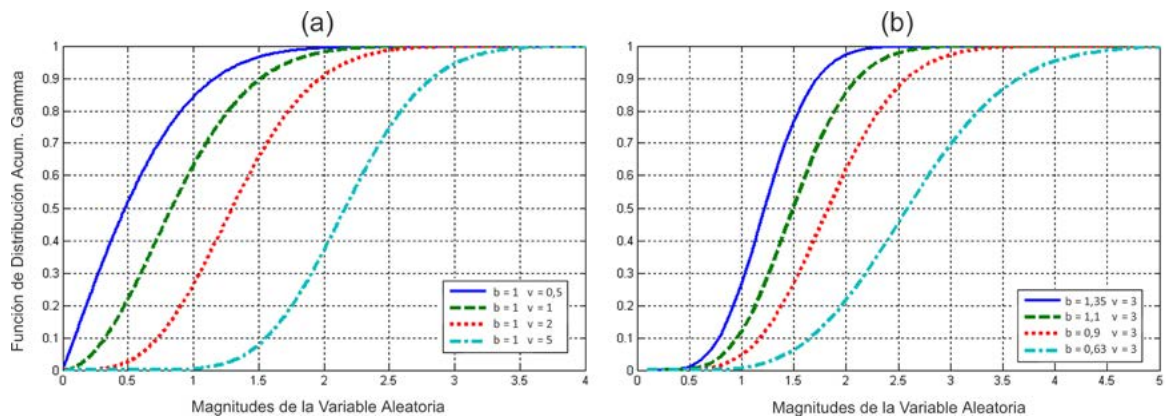 (a)
(b)
Función de Distribución Acum. Gamma
1
0.9
0.8
0.7
0.6
0.5
0.4
0.3
0.2
0.1
0
0 0.5 1 1.5 2 2.5 3 3.5 4
b = 1 v = 0,5
b = 1 v = 1
b = 1 v = 2
b = 1 v = 5
Magnitudes de la Variable Aleatoria
1
0.9
0.8
0.7
0.6
0.5
0.4
0.3
0.2
0.1
0
0 0.5 1 1.5 2 2.5 3 3.5 4 4.5 5
b = 1,35 v = 3
b = 1,1 v = 3
b = 0,9 v = 3
b = 0,63 v = 3
Magnitudes de la Variable Aleatoria